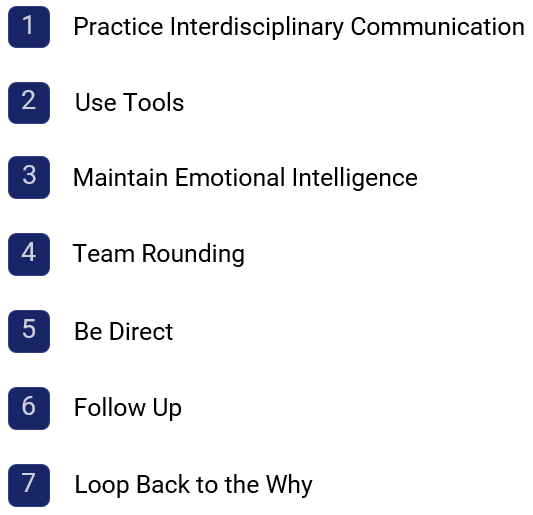 1 Practice Interdisciplinary Communication
2 Use Tools
3 Maintain Emotional Intelligence
4 Team Rounding
5 Be Direct
6 Follow Up
7 Loop Back to the Why